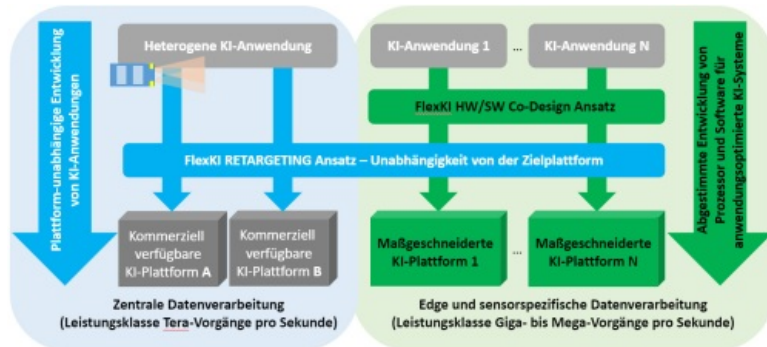 Plattform-unabhängige Entwicklung
von KI-Anwendungen
Heterogene KI-Anwendung
KI-Anwendung 1
...
KI-Anwendung N
FlexKI HW/SW Co-Design Ansatz
FlexKI RETARGETING Ansatz – Unabhängigkeit von der Zielplattform
Kommerziell
verfügbare
KI-Plattform A
Kommerziell
verfügbare
KI-Plattform B
Maßgeschneiderte
KI-Plattform 1
...
Maßgeschneiderte
KI-Plattform N
Zentrale Datenverarbeitung
(Leistungsklasse Tera-Vorgänge pro Sekunde)
Edge und sensorspezifische Datenverarbeitung
(Leistungsklasse Giga- bis Mega-Vorgänge pro Sekunde)
Abgestimmte Entwicklung von
Prozessor und Software für
anwendungsoptimierte KI-Systeme